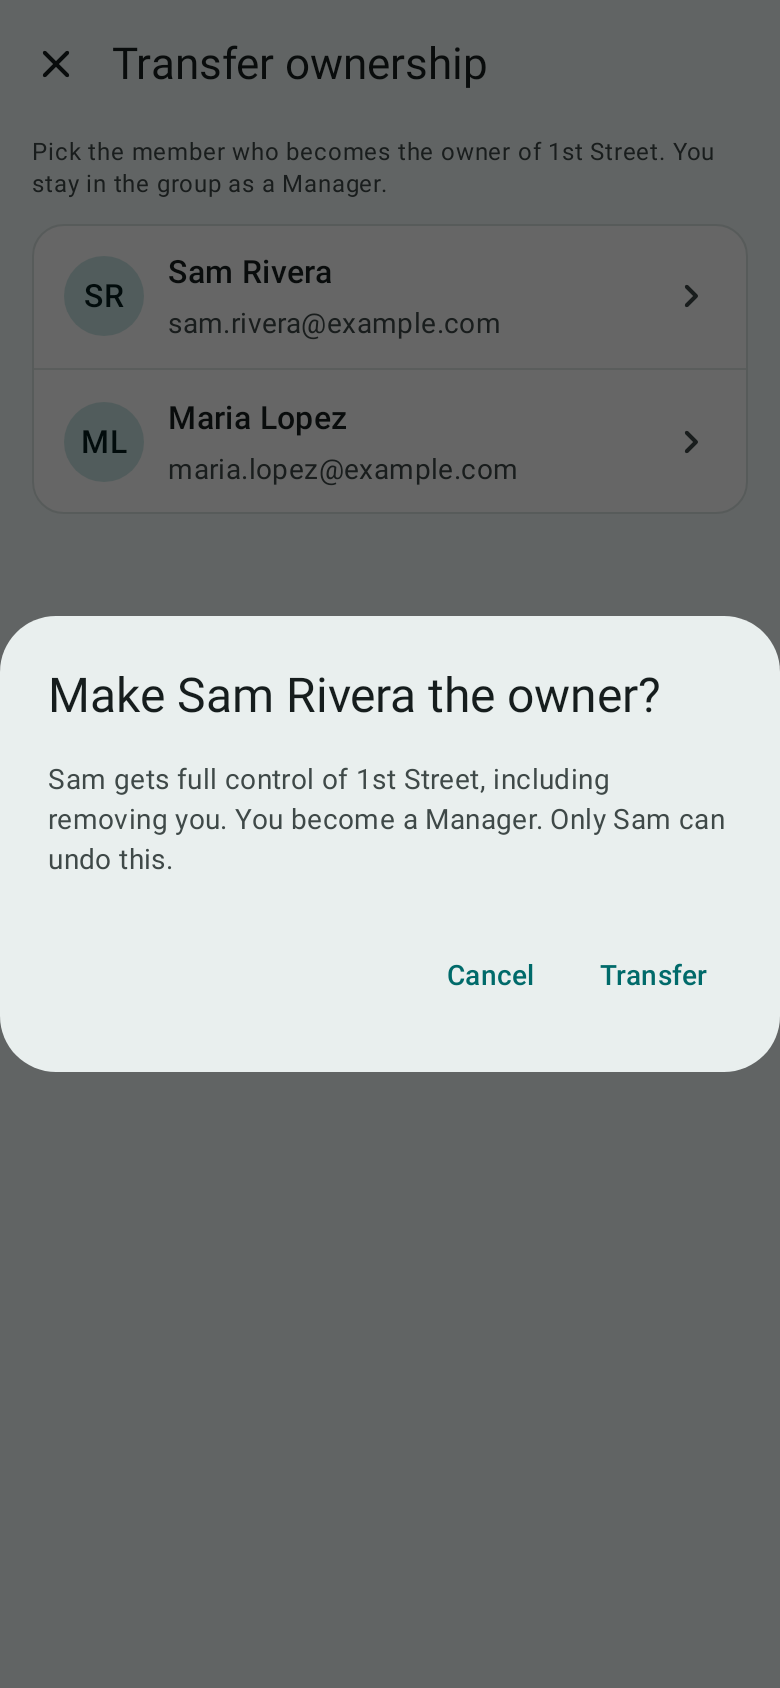 Transfer ownership
Pick the member who becomes the owner of 1st Street. You
stay in the group as a Manager.
SR
Sam Rivera
sam.rivera@example.com
ML
Maria Lopez
maria.lopez@example.com
Make Sam Rivera the owner?
Sam gets full control of 1st Street, including
removing you. You become a Manager. Only Sam can
undo this.
Cancel
Transfer